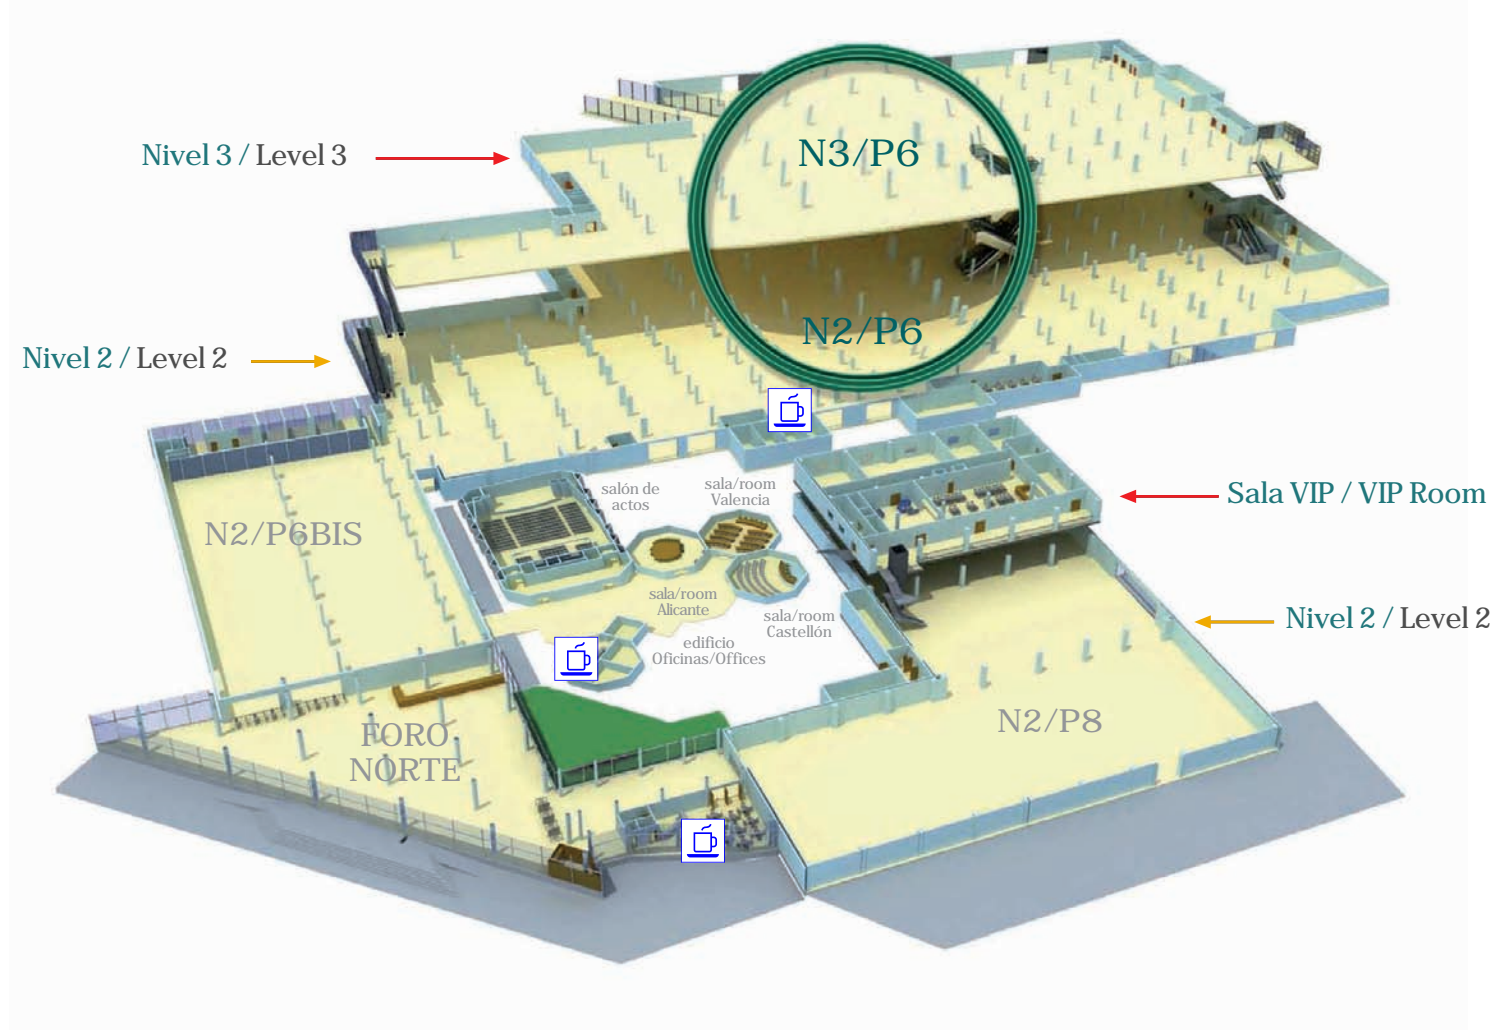 N3/P6
Nivel 3 / Level 3
N2/P6
Nivel 2 / Level 2
salón de
actos
sala/room
Valencia
Sala VIP / VIP Room
N2/P6BIS
sala/room
Alicante
sala/room
Castellón
Nivel 2 / Level 2
edificio
Oficinas/Offices
N2/P8
FORO
NORTE